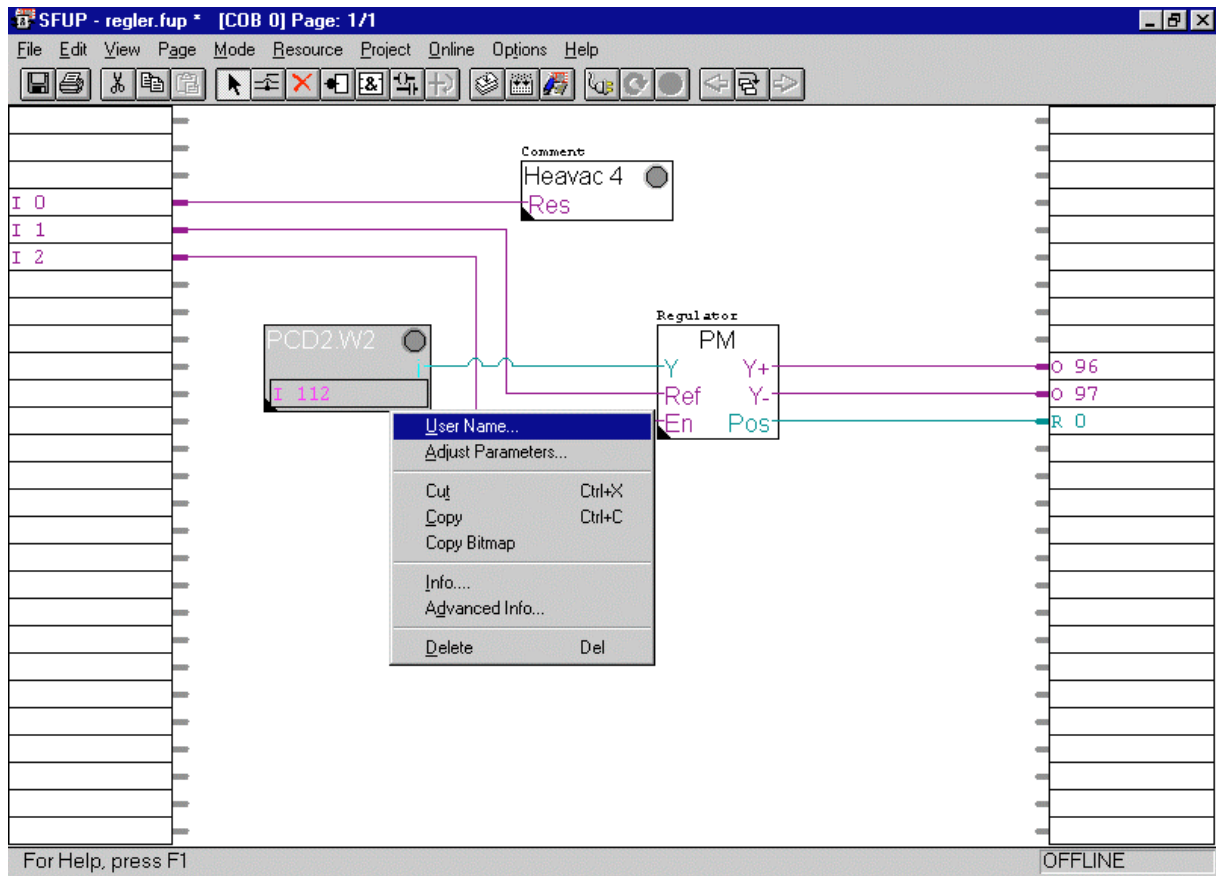 SFUP - regler.fup * [COB 0] Page: 1/1
File Edit View Page Mode Resource Project Online Options Help
Comment
Heavac 4
Res
I 0
I 1
I 2
Regulator
PM
PCD2.W2
i
I 112
Y Y+
Ref Y-
En Pos
O 96
O 97
R 0
User Name...
Adjust Parameters...
Cut Ctrl+X
Copy Ctrl+C
Copy Bitmap
Info....
Advanced Info...
Delete Del
For Help, press F1
OFFLINE